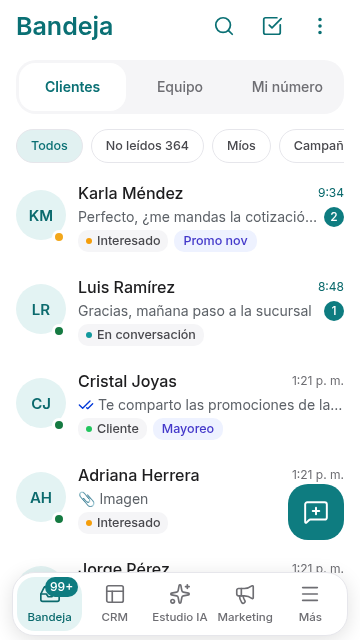 Bandeja
Clientes Equipo Mi número
Todos No leídos 364 Míos Campañ
Karla Méndez 9:34
KM Perfecto, ¿me mandas la cotizació... 2
Interesado Promo nov
Luis Ramírez 8:48
LR Gracias, mañana paso a la sucursal 1
En conversación
Cristal Joyas 1:21 p. m.
CJ Te comparto las promociones de la...
Cliente Mayoreo
Adriana Herrera 1:21 p. m.
AH Imagen
Interesado
Jorge Pérez 1:21 p. m.
99+
Bandeja CRM Estudio IA Marketing Más